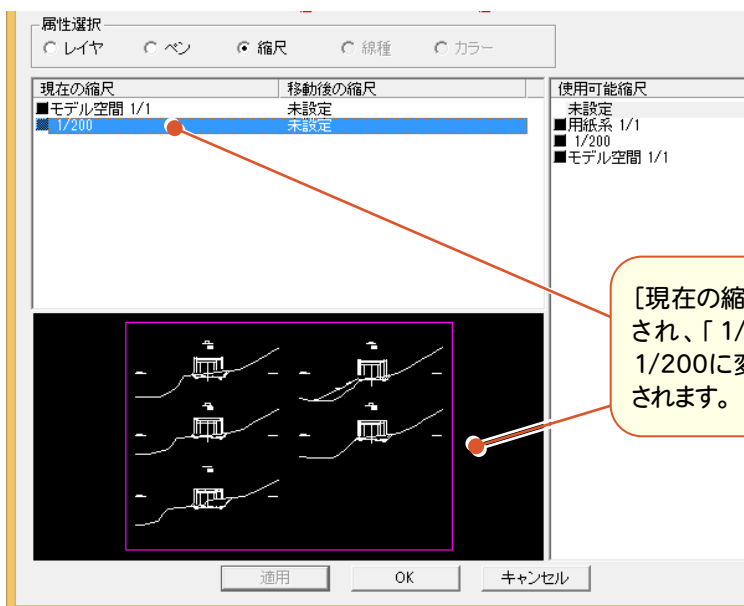 属性選択
レイヤ ペン 縮尺 線種 カラー
現在の縮尺 移動後の縮尺
モデル空間 1/1 未設定
1/200 未設定
使用可能縮尺
未設定
用紙系 1/1
1/200
モデル空間 1/1
[現在の縮
され、「1/
1/200に変
されます。
適用 OK キャンセル